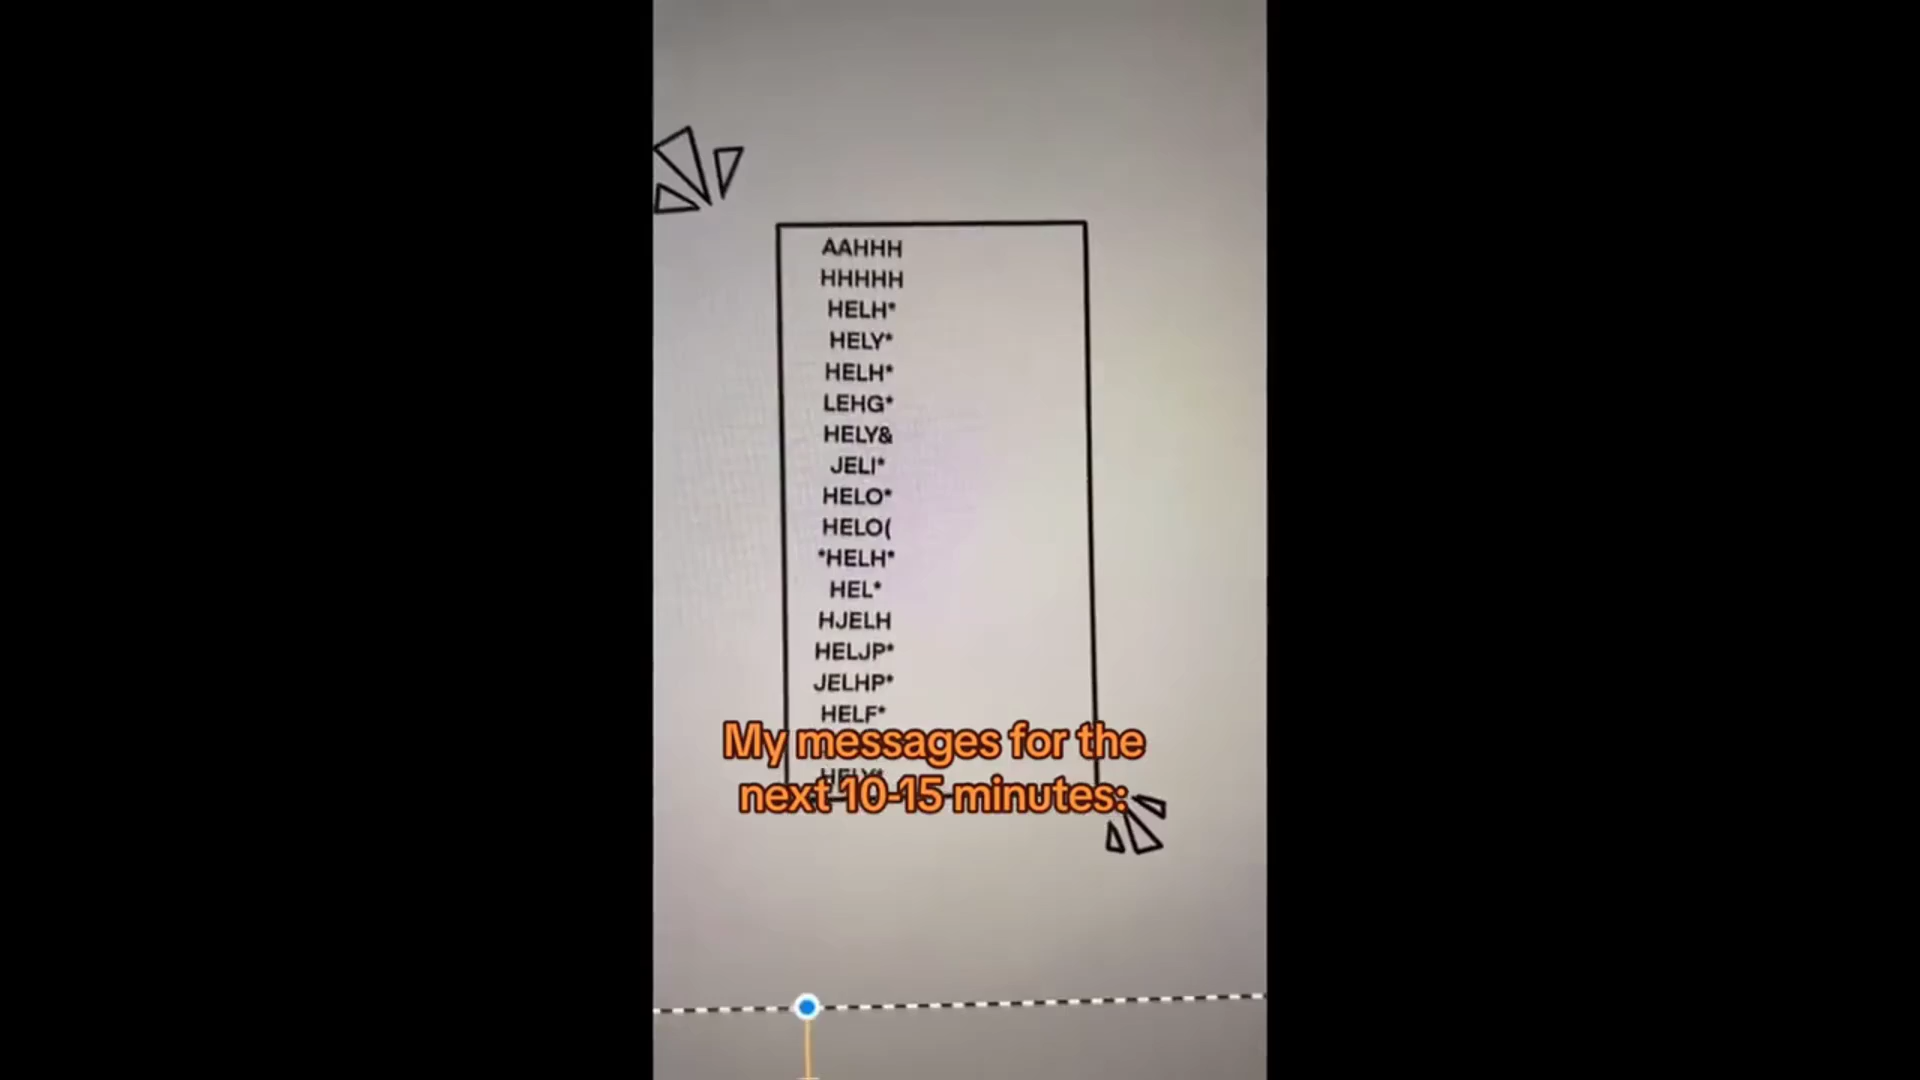 AAHHH
HHHHH
HELH*
HELY*
HELH*
LEHG*
HELY&
JELI*
HELO*
HELO(
*HELH*
HEL*
HJELH
HELJP*
JELHP*
HELF*
My messages for the
HELY*
next 10-15 minutes: